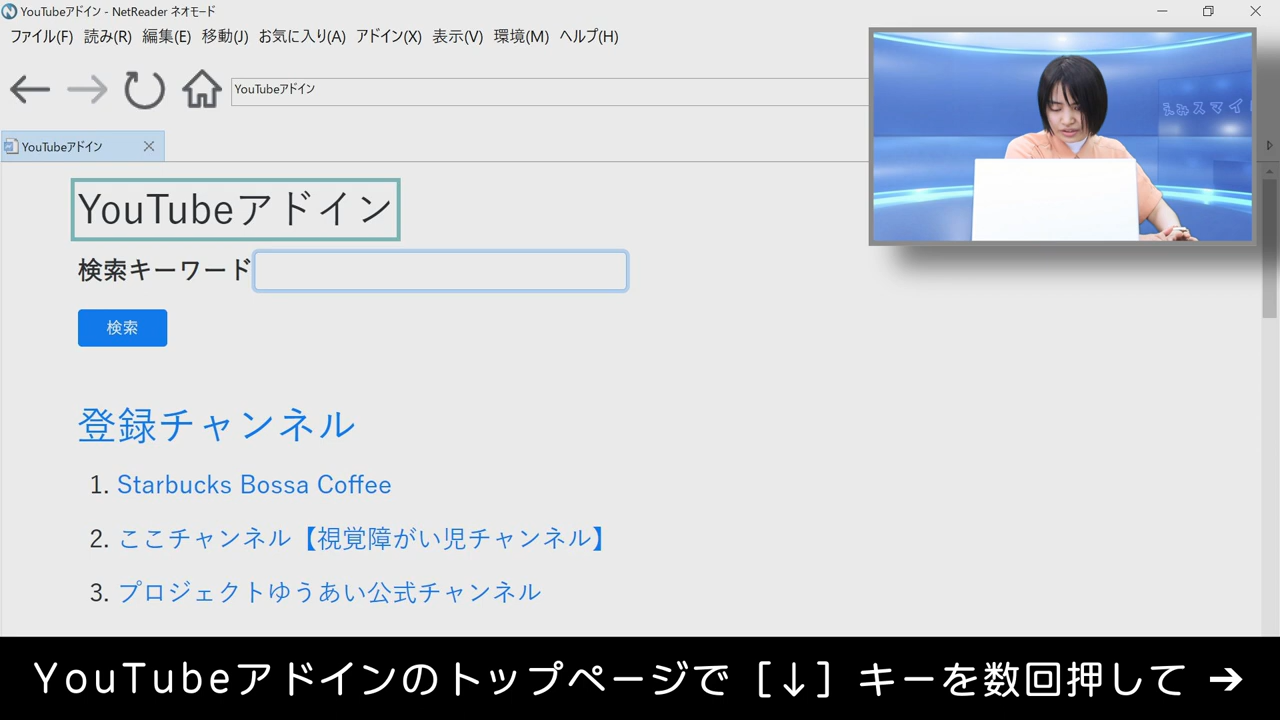 YouTubeアドイン - NetReader ネオモード
ファイル(F) 読み(R) 編集(E) 移動(J) お気に入り(A) アドイン(X) 表示(V) 環境(M) ヘルプ(H)
YouTubeアドイン
YouTubeアドイン
えみスマイ
YouTubeアドイン
検索キーワード
検索
登録チャンネル
1. Starbucks Bossa Coffee
2. ここチャンネル【視覚障がい児チャンネル】
3. プロジェクトゆうあい公式チャンネル
YouTubeアドインのトップページで［↓］キーを数回押して →